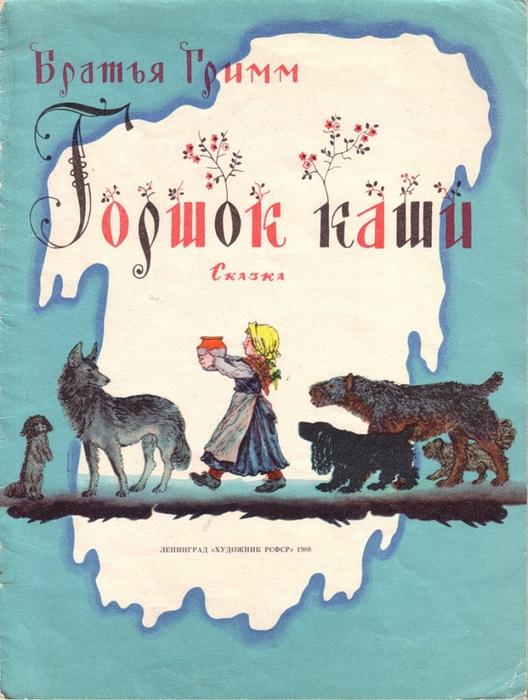 Братья Гримм
Горшок каши
Сказка
ЛЕНИНГРАД «ХУДОЖНИК РСФСР» 1988